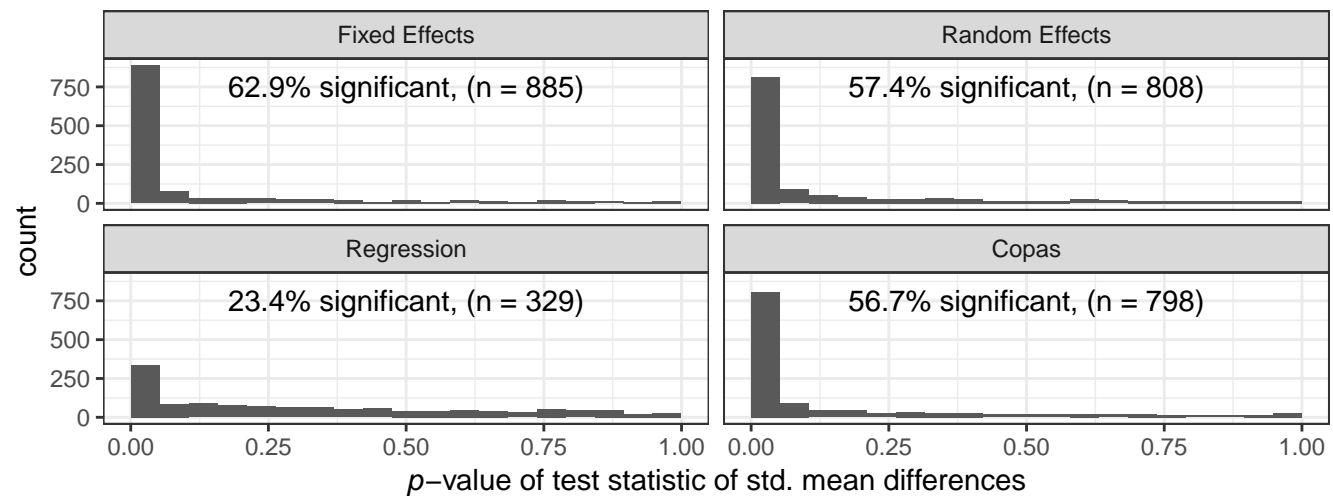 Fixed Effects
Random Effects
62.9% significant, (n = 885)
57.4% significant, (n = 808)
750
500
250
0
Regression
Copas
23.4% significant, (n = 329)
56.7% significant, (n = 798)
750
500
250
0
count
0.00 0.25 0.50 0.75 1.00
0.00 0.25 0.50 0.75 1.00
p−value of test statistic of std. mean differences